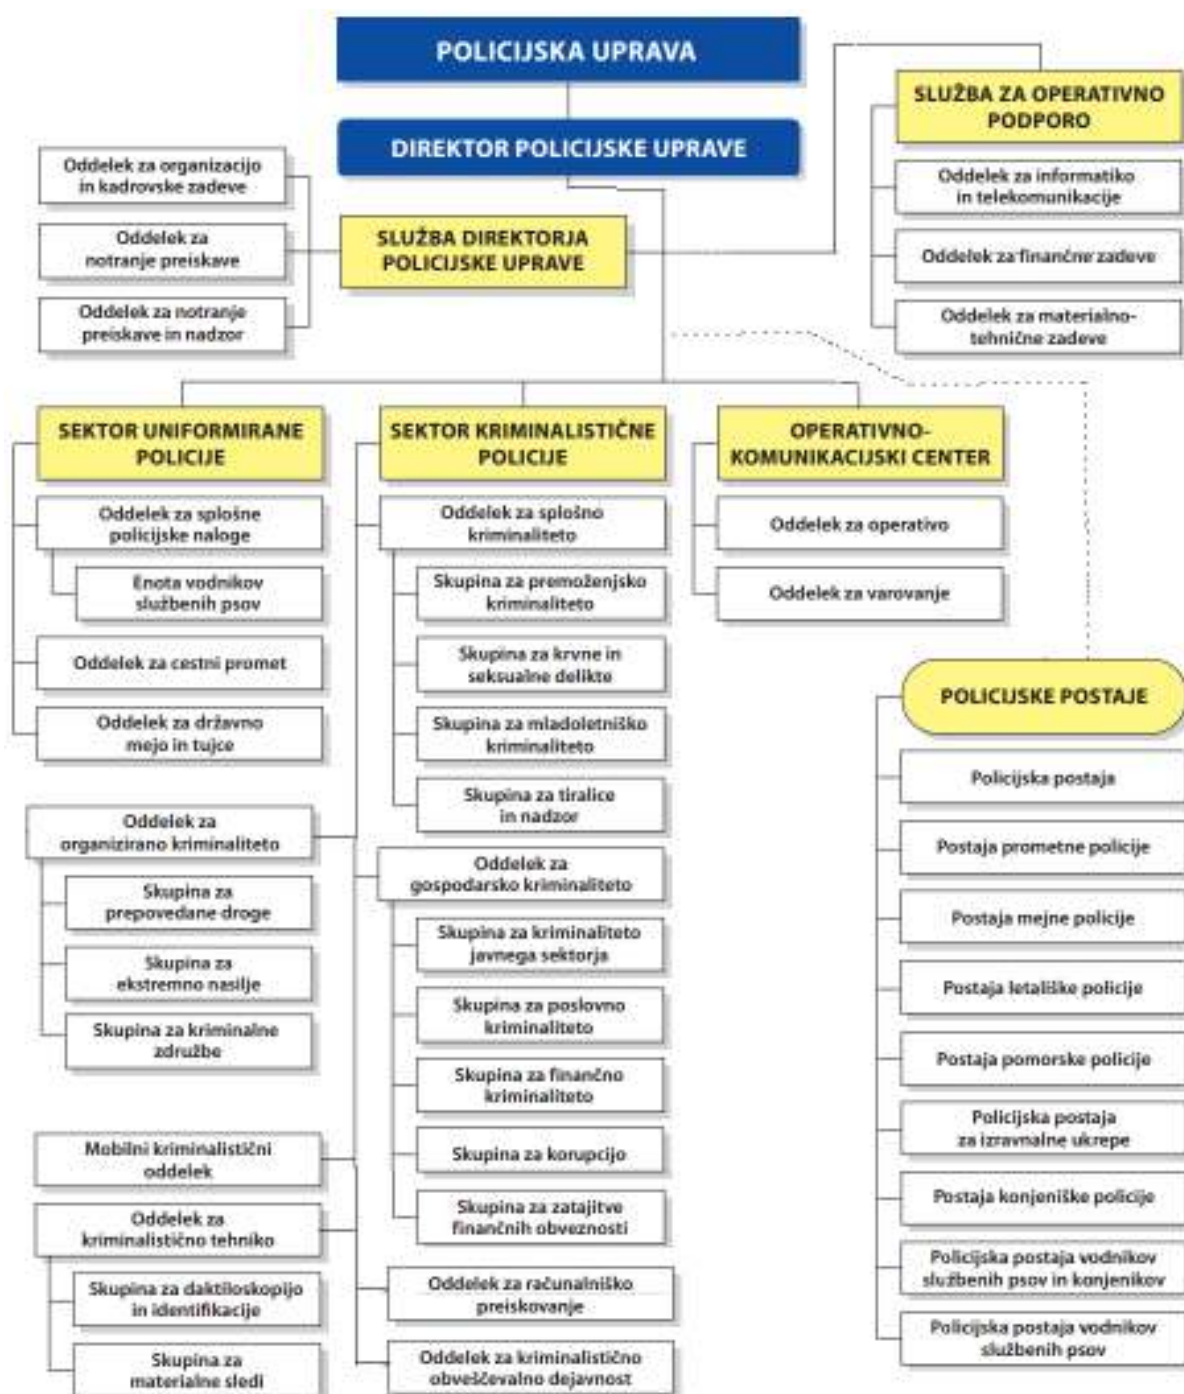 POLICIJSKA UPRAVA
DIREKTOR POLICIJSKE UPRAVE
SLUŽBA DIREKTORJA
POLICIJSKE UPRAVE
Oddelek za organizacijo
in kadrovske zadeve
Oddelek za
notranje preiskave
Oddelek za notranje
preiskave in nadzor
SLUŽBA ZA OPERATIVNO
PODPORO
Oddelek za informatiko
in telekomunikacije
Oddelek za finančne zadeve
Oddelek za materialno-
tehnične zadeve
SEKTOR UNIFORMIRANE
POLICIJE
Oddelek za splošne
policijske naloge
Enota vodnikov
službenih psov
Oddelek za cestni promet
Oddelek za državno
mejo in tujce
SEKTOR KRIMINALISTIČNE
POLICIJE
Oddelek za splošno
kriminaliteto
Skupina za premoženjsko
kriminaliteto
Skupina za krvne in
seksualne delikte
Skupina za mladoletniško
kriminaliteto
Skupina za tiralice
in nadzor
Oddelek za
organizirano kriminaliteto
Skupina za
prepovedane droge
Skupina za
ekstremno nasilje
Skupina za kriminalne
združbe
Oddelek za
gospodarsko kriminaliteto
Skupina za kriminaliteto
javnega sektorja
Skupina za poslovno
kriminaliteto
Skupina za finančno
kriminaliteto
Skupina za korupcijo
Skupina za zatajitve
finančnih obveznosti
Mobilni kriminalistični
oddelek
Oddelek za
kriminalistično tehniko
Skupina za daktiloskopijo
in identifikacije
Skupina za
materialne sledi
Oddelek za računalniško
preiskovanje
Oddelek za kriminalistično
obveščevalno dejavnost
OPERATIVNO-
KOMUNIKACIJSKI CENTER
Oddelek za operativo
Oddelek za varovanje
POLICIJSKE POSTAJE
Policijska postaja
Postaja prometne policije
Postaja mejne policije
Postaja letališke policije
Postaja pomorske policije
Policijska postaja
za izravnalne ukrepe
Postaja konjeniške policije
Policijska postaja vodnikov
službenih psov in konjenikov
Policijska postaja vodnikov
službenih psov